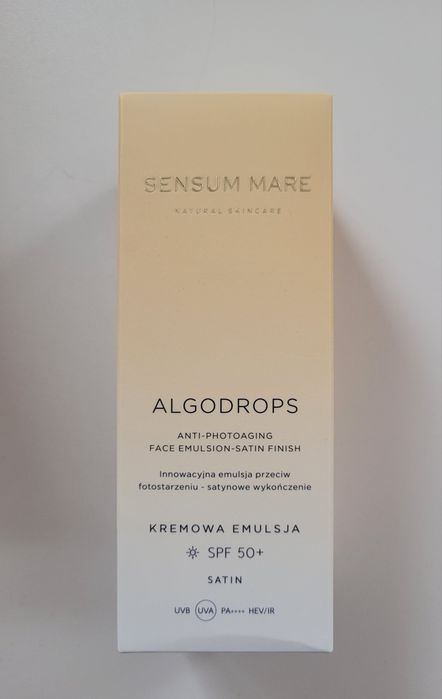 SENSUM MARE
NATURAL SKINCARE
ALGODROPS
ANTI-PHOTOAGING
FACE EMULSION-SATIN FINISH
Innowacyjna emulsja przeciw
fotostarzeniu - satynowe wykończenie
KREMOWA EMULSJA
SPF 50+
SATIN
UVB UVA PA++++ HEV/IR